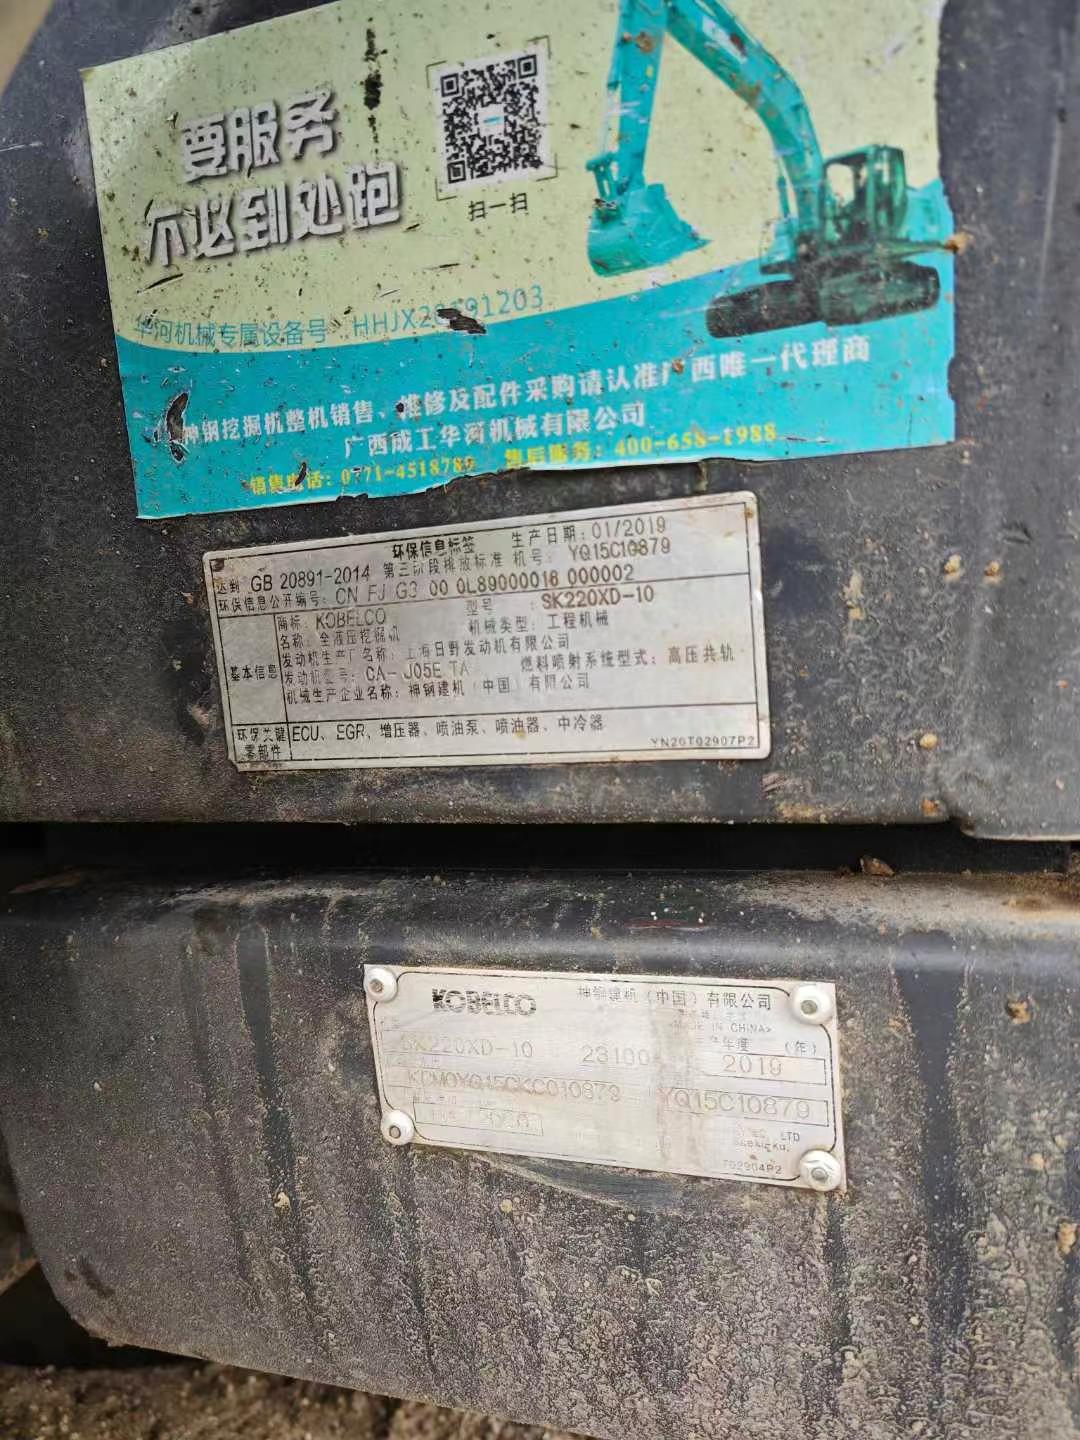 要服务
不必到处跑
扫一扫
华河机械专属设备号：HHJX20191203
神钢挖掘机整机销售、维修及配件采购请认准广西唯一代理商
广西成工华河机械有限公司
销售电话：0771-4518789 售后服务：400-658-1988
环保信息标签 生产日期：01/2019
达到 GB 20891-2014 第三阶段排放标准 机号：YQ15C10879
环保信息公开编号：CN FJ G3 00 0L89000018 000002
商标：KOBELCO 型号：SK220XD-10
名称：全液压挖掘机 机械类型：工程机械
发动机生产厂名称：上海日野发动机有限公司
基本信息
发动机型号：CA-J05E TA 燃料喷射系统型式：高压共轨
机械生产企业名称：神钢建机（中国）有限公司
环保关键零部件
ECU、EGR、增压器、喷油泵、喷油器、中冷器
YN20T02907P2
KOBELCO 神钢建机（中国）有限公司
<MADE IN CHINA>
生产年度 （年）
SK220XD-10 23100 2019
YQ15C10879
LTD
T02904P2